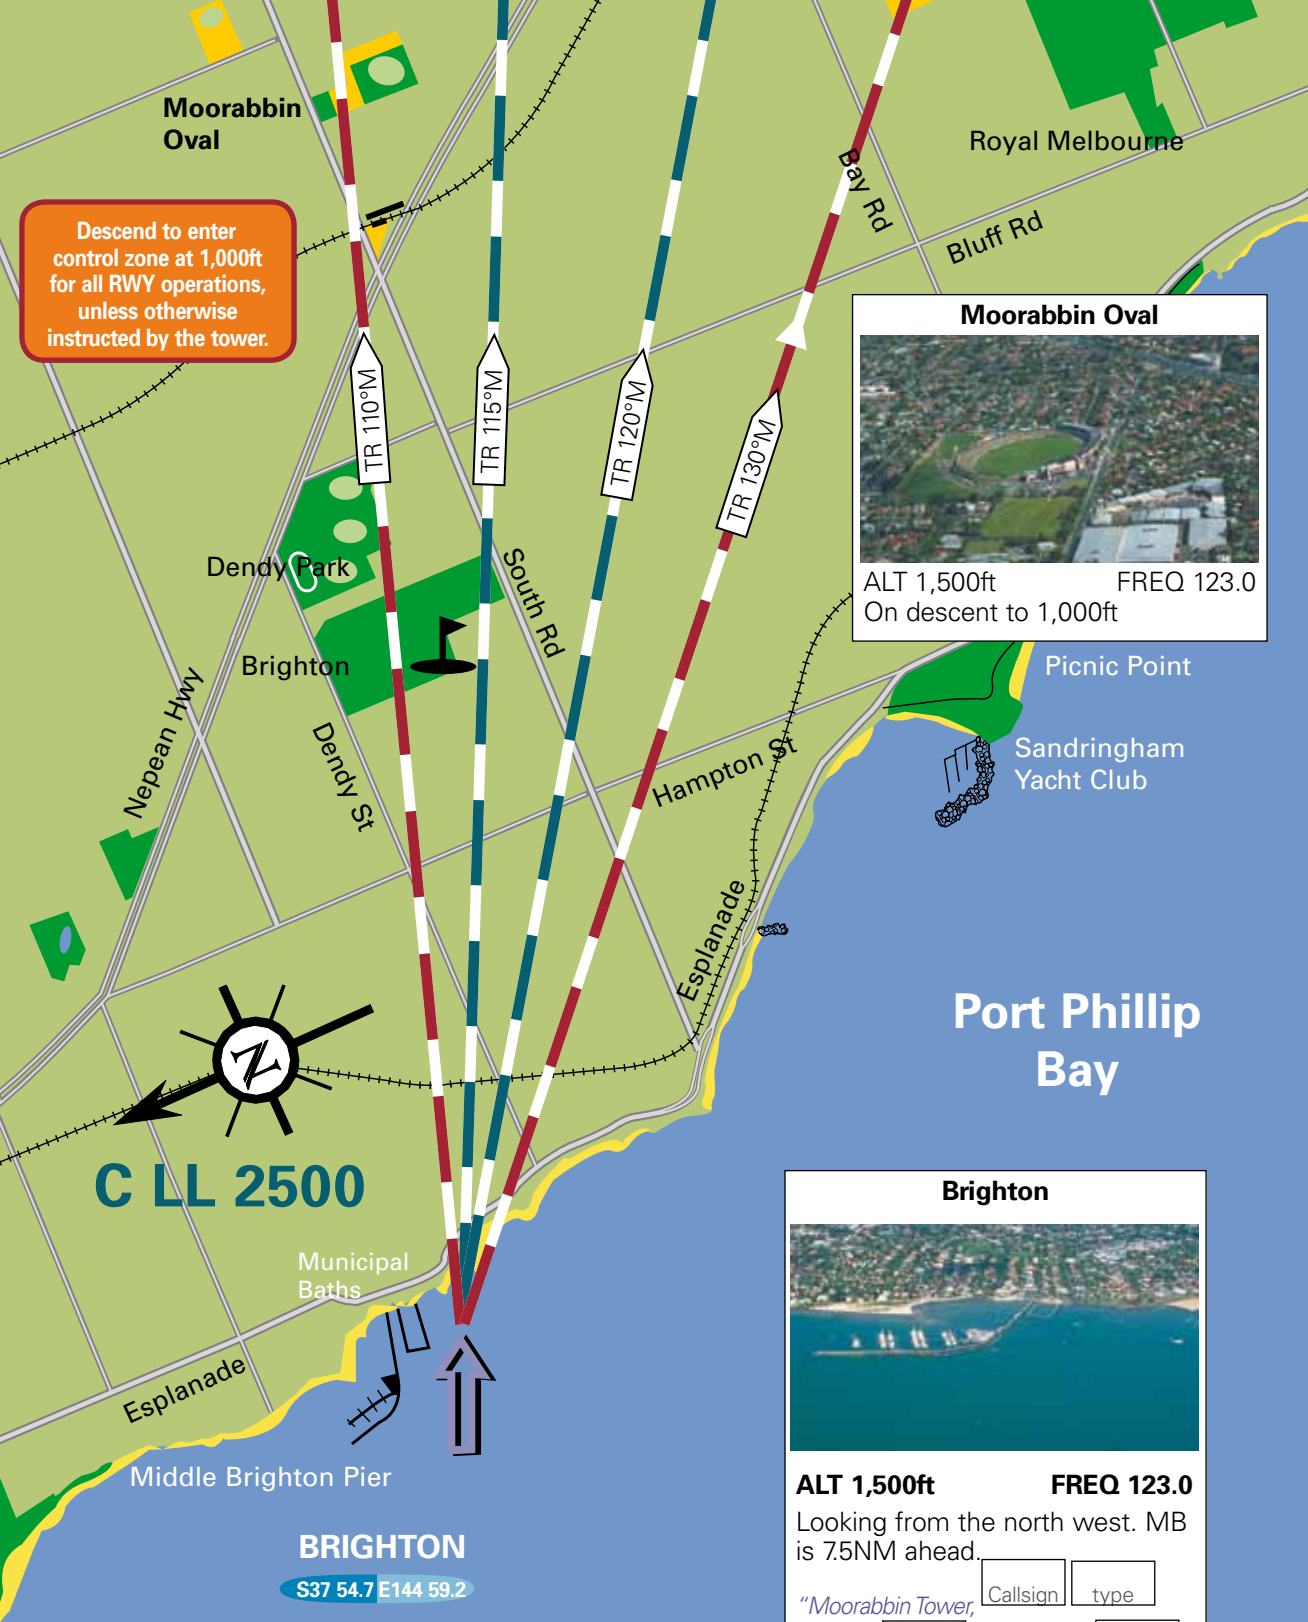 Moorabbin
Oval
Royal Melbourne
Bay Rd
Bluff Rd
Descend to enter
control zone at 1,000ft
for all RWY operations,
unless otherwise
instructed by the tower.
Moorabbin Oval
ALT 1,500ft FREQ 123.0
On descent to 1,000ft
TR 110°M
TR 115°M
TR 120°M
TR 130°M
Dendy Park
South Rd
Brighton
Picnic Point
Nepean Hwy
Dendy St
Hampton St
Sandringham
Yacht Club
Esplanade
Port Phillip
Bay
N
C LL 2500
Municipal
Baths
Esplanade
Middle Brighton Pier
BRIGHTON
S37 54.7 E144 59.2
Brighton
ALT 1,500ft FREQ 123.0
Looking from the north west. MB
is 7.5NM ahead.
Callsign type
“Moorabbin Tower,